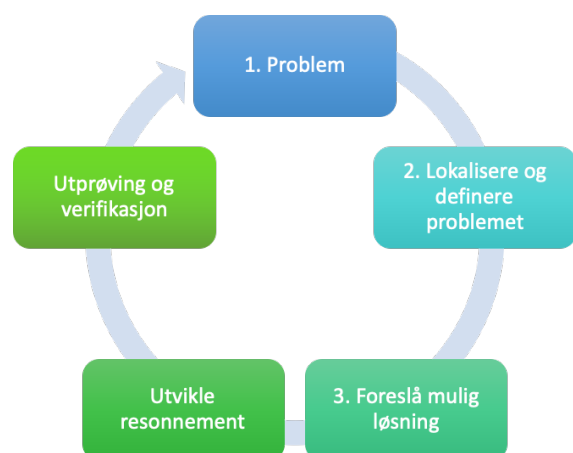 1. Problem
2. Lokalisere og
definere
problemet
3. Foreslå mulig
løsning
Utvikle
resonnement
Utprøving og
verifikasjon